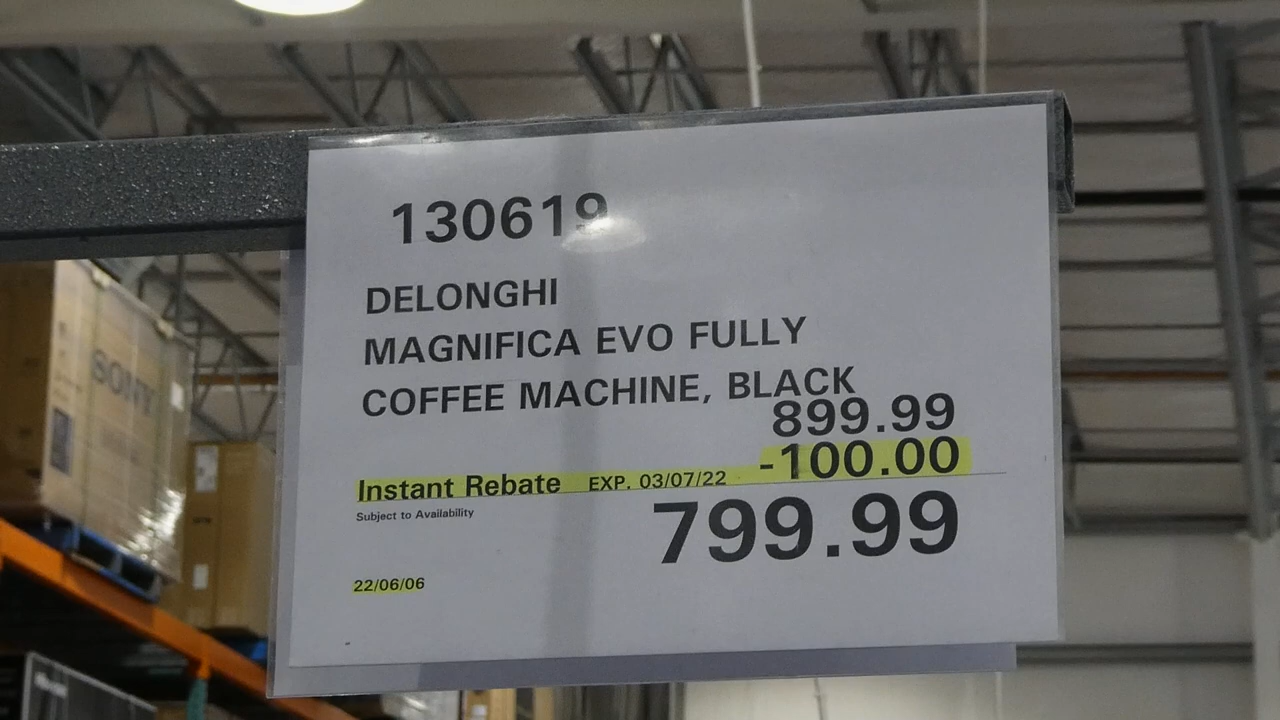 130619
DELONGHI
MAGNIFICA EVO FULLY
COFFEE MACHINE, BLACK
899.99
Instant Rebate EXP. 03/07/22 -100.00
Subject to Availability
799.99
22/06/06
SONY